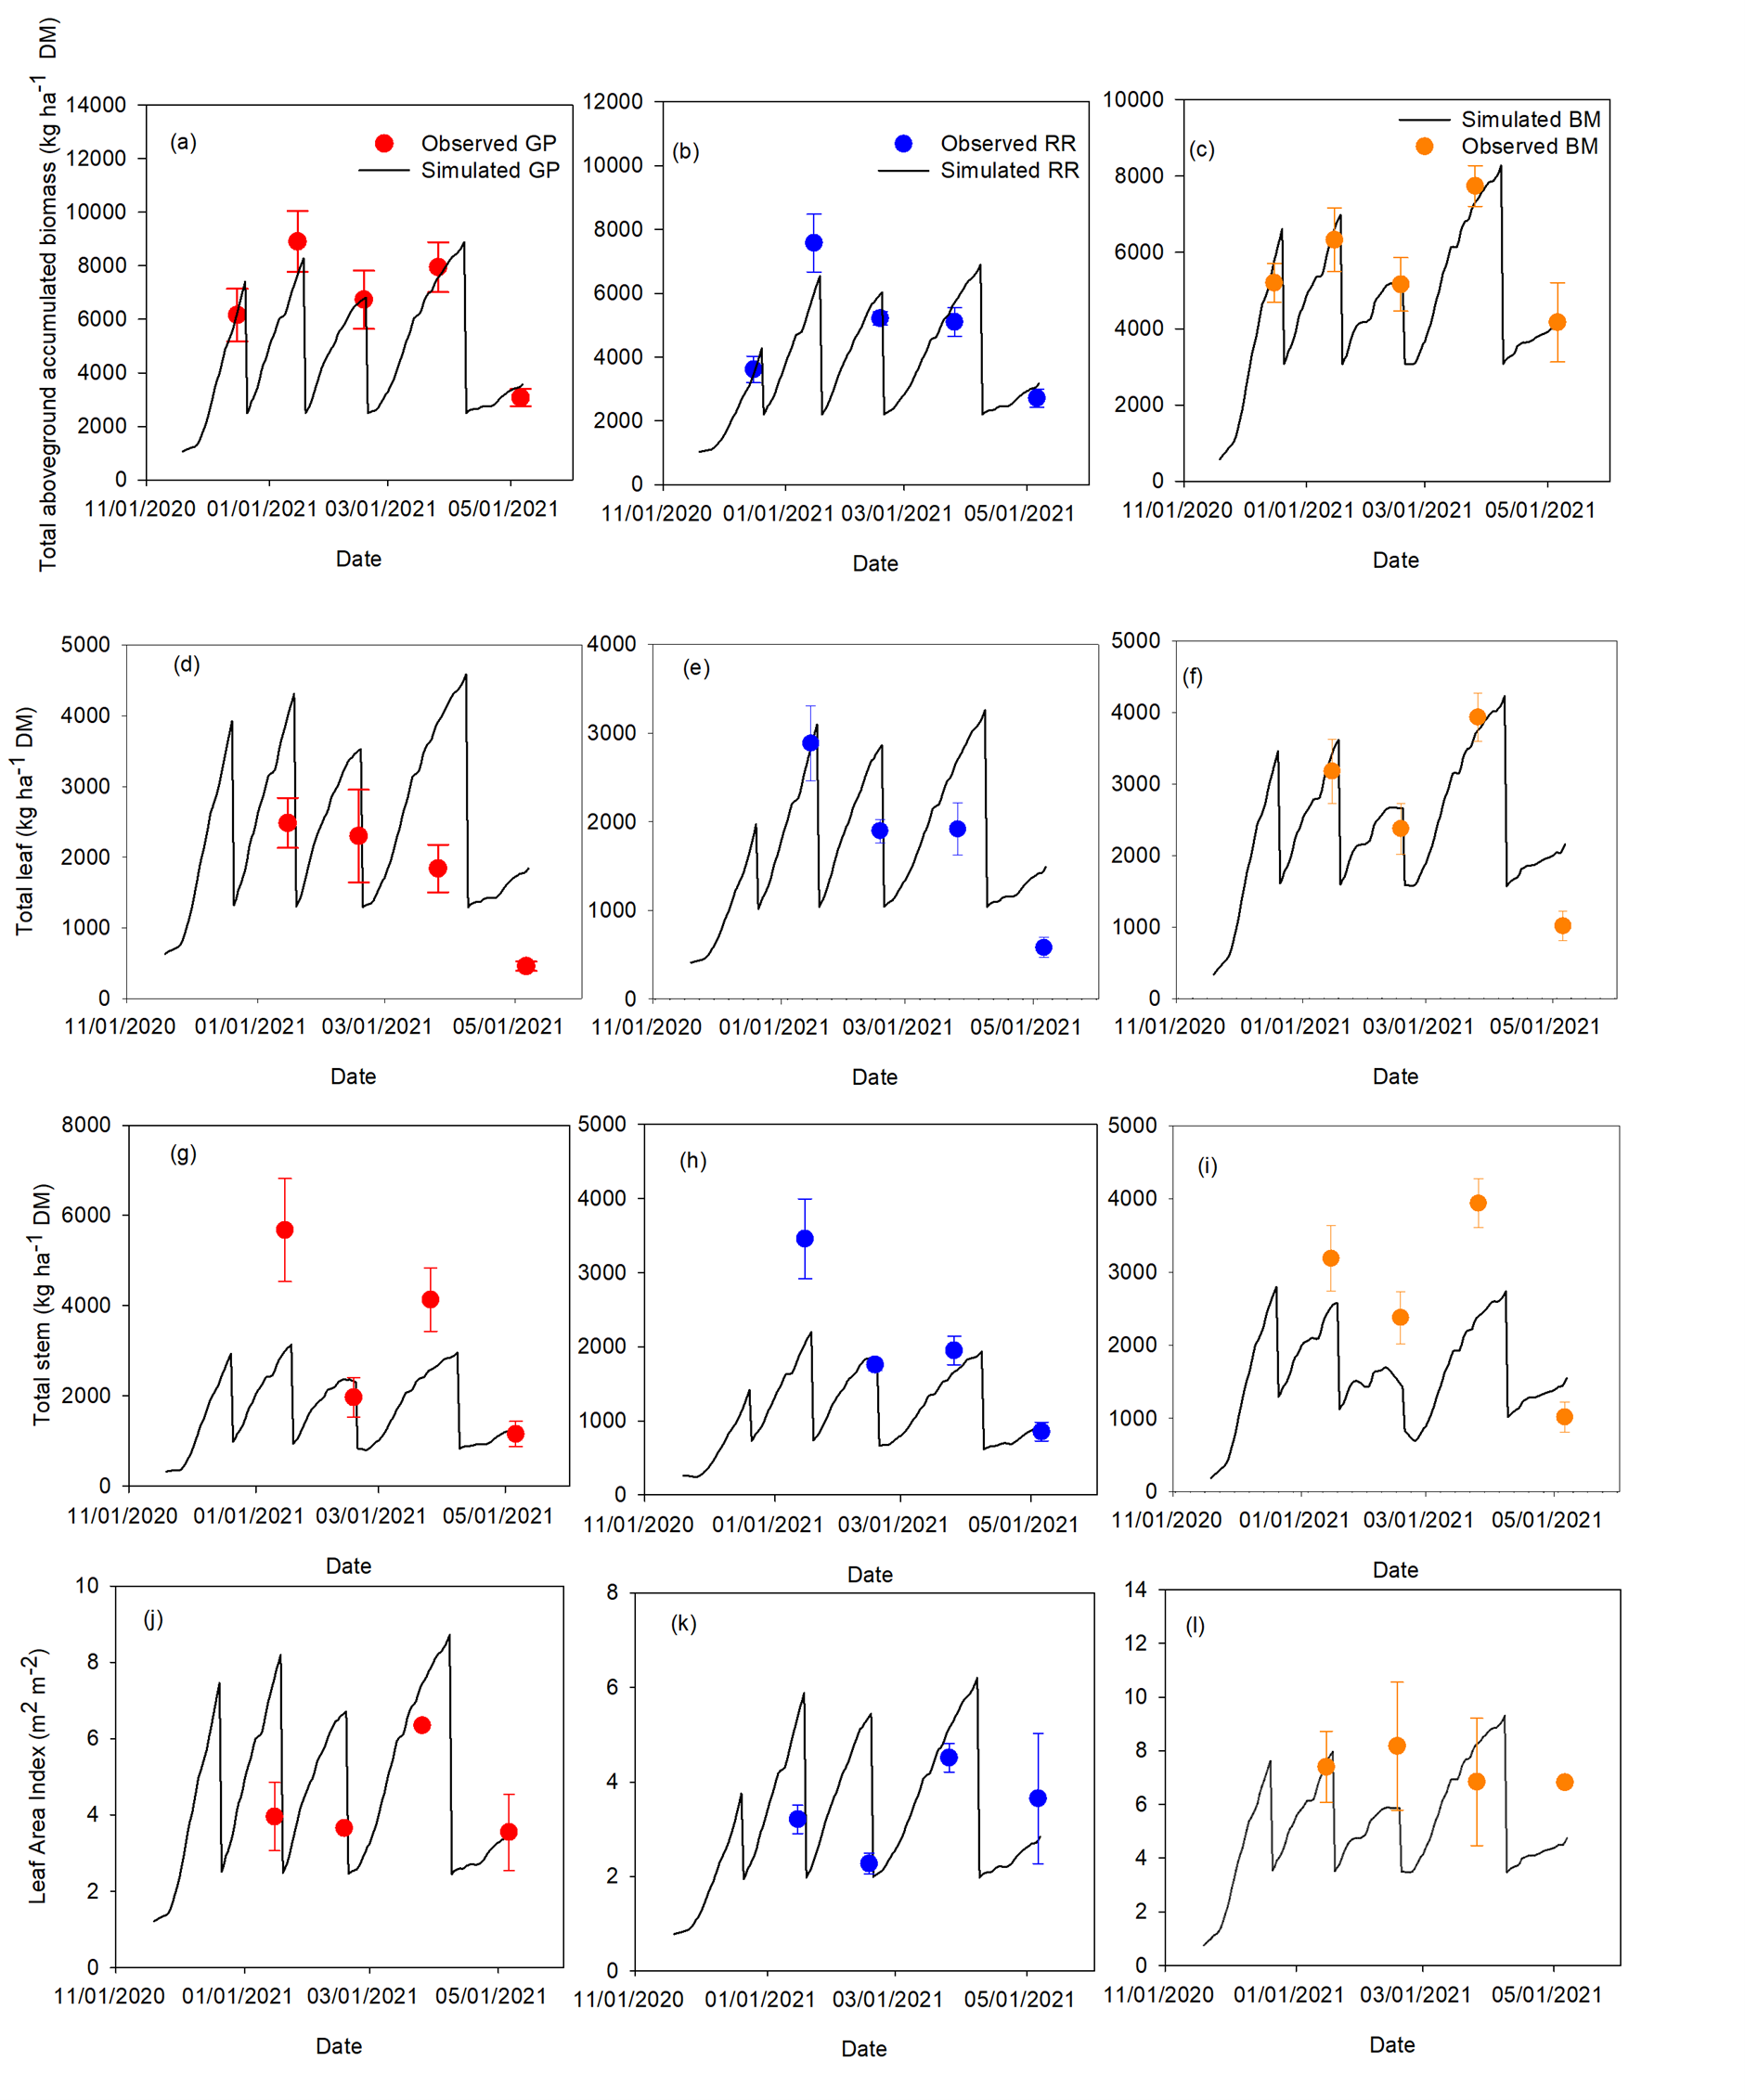 Total aboveground accumulated biomass (kg ha-1 DM)
14000
12000
10000
8000
6000
4000
2000
0
(a)
Observed GP
Simulated GP
11/01/2020 01/01/2021 03/01/2021 05/01/2021
Date
12000
10000
8000
6000
4000
2000
0
(b)
Observed RR
Simulated RR
11/01/2020 01/01/2021 03/01/2021 05/01/2021
Date
10000
8000
6000
4000
2000
0
(c)
Simulated BM
Observed BM
11/01/2020 01/01/2021 03/01/2021 05/01/2021
Date
Total leaf (kg ha-1 DM)
5000
4000
3000
2000
1000
0
(d)
11/01/2020 01/01/2021 03/01/2021 05/01/2021
Date
4000
3000
2000
1000
0
(e)
11/01/2020 01/01/2021 03/01/2021 05/01/2021
Date
5000
4000
3000
2000
1000
0
(f)
11/01/2020 01/01/2021 03/01/2021 05/01/2021
Date
Total stem (kg ha-1 DM)
8000
6000
4000
2000
0
(g)
11/01/2020 01/01/2021 03/01/2021 05/01/2021
Date
5000
4000
3000
2000
1000
0
(h)
11/01/2020 01/01/2021 03/01/2021 05/01/2021
Date
5000
4000
3000
2000
1000
0
(i)
11/01/2020 01/01/2021 03/01/2021 05/01/2021
Date
Leaf Area Index (m2 m-2)
10
8
6
4
2
0
(j)
11/01/2020 01/01/2021 03/01/2021 05/01/2021
Date
8
6
4
2
0
(k)
11/01/2020 01/01/2021 03/01/2021 05/01/2021
Date
14
12
10
8
6
4
2
0
(l)
11/01/2020 01/01/2021 03/01/2021 05/01/2021
Date